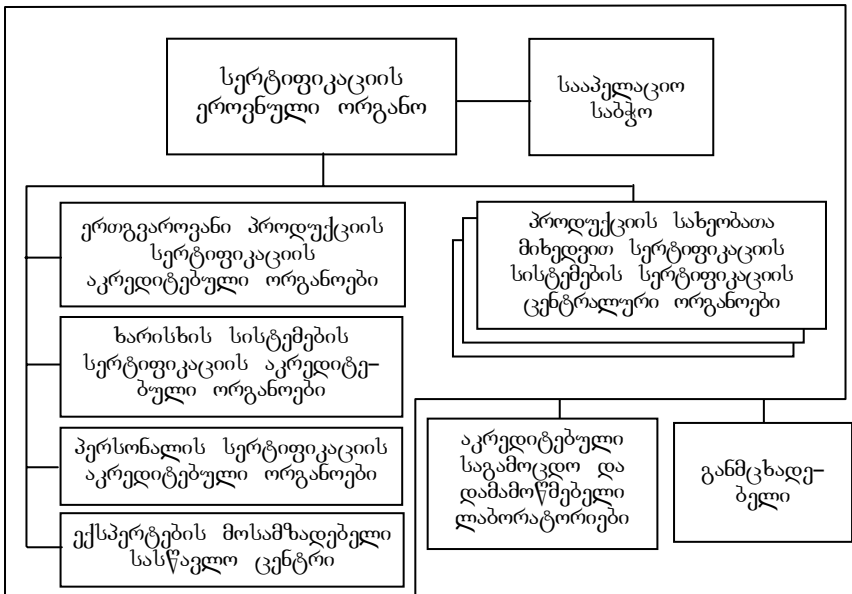 სერტიფიკაციის
ეროვნული ორგანო
სააპელაციო
საბჭო
ერთგვაროვანი პროდუქციის
სერტიფიკაციის
აკრედიტებული ორგანოები
პროდუქციის სახეობათა
მიხედვით სერტიფიკაციის
სისტემების სერტიფიკაციის
ცენტრალური ორგანოები
ხარისხის სისტემების
სერტიფიკაციის აკრედიტე–
ბული ორგანოები
პერსონალის სერტიფიკაციის
აკრედიტებული ორგანოები
ექსპერტების მოსამზადებელი
სასწავლო ცენტრი
აკრედიტებული
საგამოცდო და
დამამოწმებელი
ლაბორატორიები
განმცხადე–
ბელი